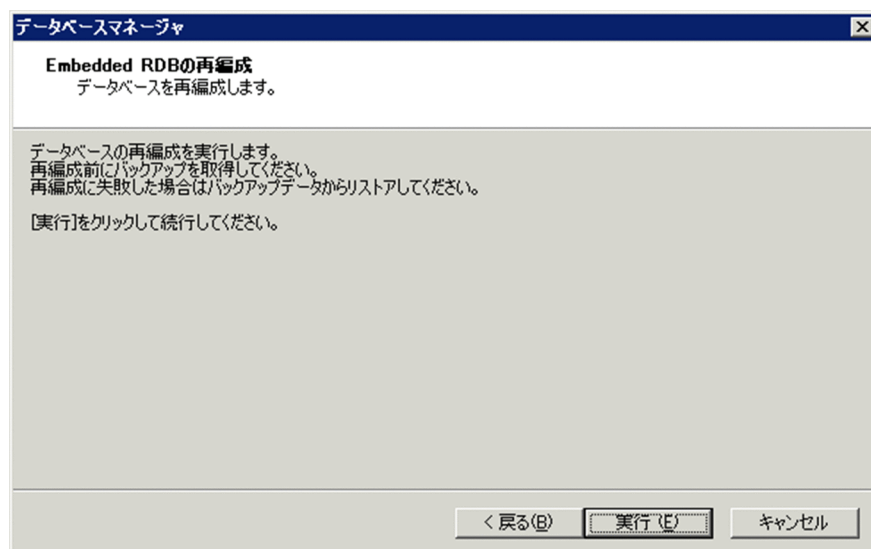 データベースマネージャ
Embedded RDBの再編成
データベースを再編成します。
データベースの再編成を実行します。
再編成前にバックアップを取得してください。
再編成に失敗した場合はバックアップデータからリストアしてください。
[実行]をクリックして続行してください。
< 戻る(B)
実行 (E)
キャンセル